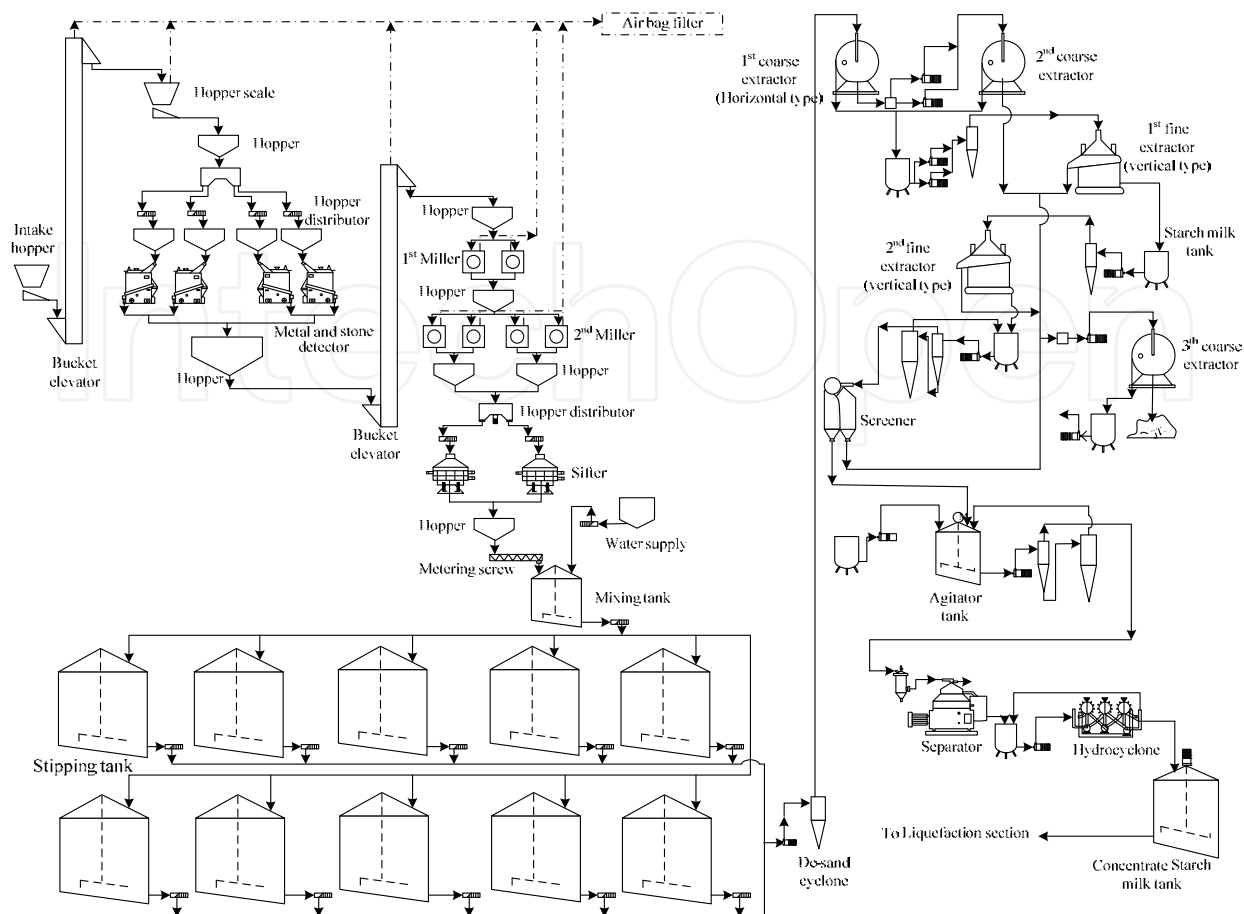 Air bag filter
Hopper scale
Hopper
Hopper
distributor
Intake
hopper
Metal and stone
detector
Bucket
elevator
Hopper
Bucket
elevator
Hopper
1st Miller
Hopper
2nd Miller
Hopper
Hopper distributor
Sifter
Hopper
Water supply
Metering screw
Mixing tank
Stipping tank
De-sand
cyclone
1st coarse
extractor
(Horizontal type)
2nd coarse
extractor
1st fine
extractor
(vertical type)
Starch milk
tank
2nd fine
extractor
(vertical type)
3th coarse
extractor
Screener
Agitator
tank
Separator
Hydrocyclone
To Liquefaction section
Concentrate Starch
milk tank
IntechOpen